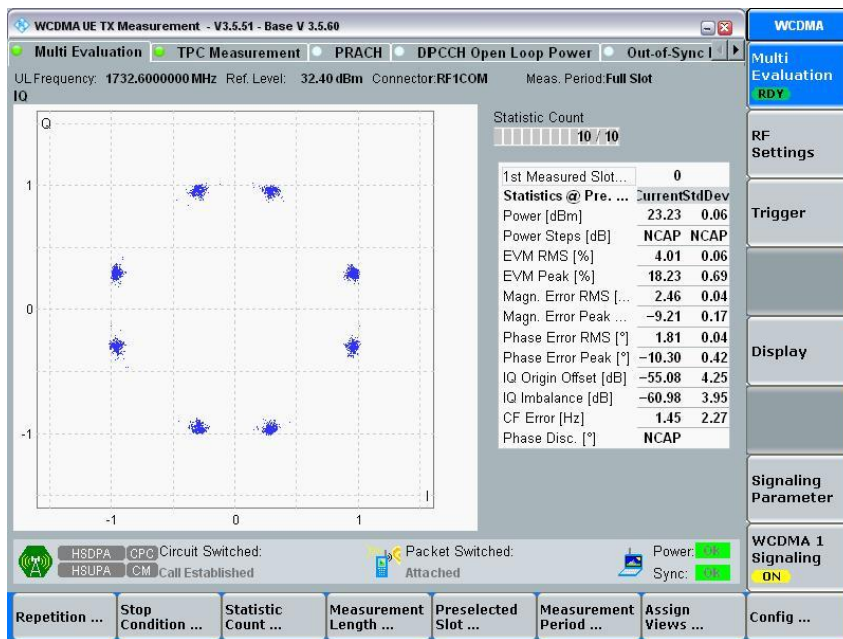 WCDMA UE TX Measurement - V3.5.51 - Base V 3.5.60
WCDMA
Multi Evaluation
TPC Measurement
PRACH
DPCCH Open Loop Power
Out-of-Sync
UL Frequency: 1732.6000000 MHz Ref. Level: 32.40 dBm Connector:RF1COM Meas. Period:Full Slot
IQ
Q
1
0
-1
-1 0 1
I
Statistic Count
10 / 10
1st Measured Slot... 0
Statistics @ Pre. ... Current StdDev
Power [dBm] 23.23 0.06
Power Steps [dB] NCAP NCAP
EVM RMS [%] 4.01 0.06
EVM Peak [%] 18.23 0.69
Magn. Error RMS [... 2.46 0.04
Magn. Error Peak ... −9.21 0.17
Phase Error RMS [°] 1.81 0.04
Phase Error Peak [°] −10.30 0.42
IQ Origin Offset [dB] −55.08 4.25
IQ Imbalance [dB] −60.98 3.95
CF Error [Hz] 1.45 2.27
Phase Disc. [°] NCAP
Multi
Evaluation
RDY
RF
Settings
Trigger
Display
Signaling
Parameter
WCDMA 1
Signaling
ON
HSDPA CPC Circuit Switched:
HSUPA CM Call Established
Packet Switched:
Attached
Power: OK
Sync: OK
Repetition ...
Stop
Condition ...
Statistic
Count ...
Measurement
Length ...
Preselected
Slot ...
Measurement
Period ...
Assign
Views ...
Config ...